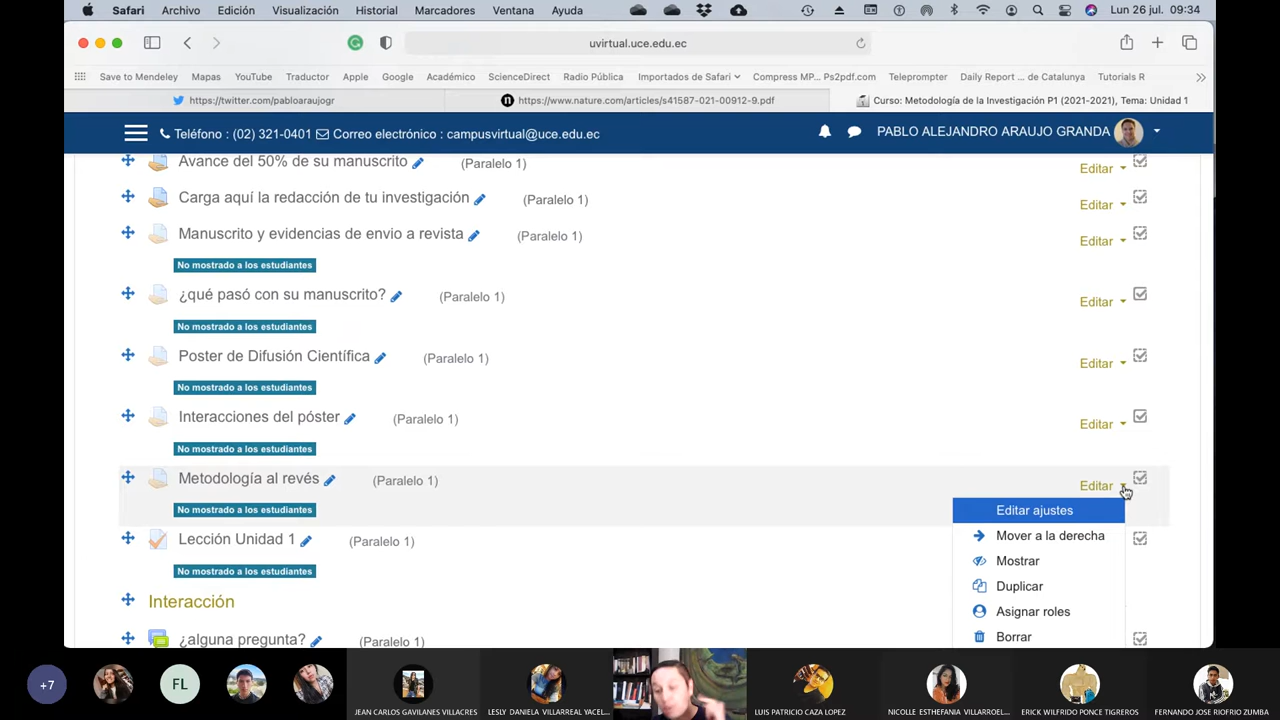 Safari Archivo Edición Visualización Historial Marcadores Ventana Ayuda Lun 26 jul. 09:34
uvirtual.uce.edu.ec
Save to Mendeley Mapas YouTube Traductor Apple Google Académico ScienceDirect Radio Pública Importados de Safari Compress MP... Ps2pdf.com Teleprompter Daily Report ... de Catalunya Tutorials R
https://twitter.com/pabloaraujogr https://www.nature.com/articles/s41587-021-00912-9.pdf Curso: Metodología de la Investigación P1 (2021-2021), Tema: Unidad 1
Teléfono : (02) 321-0401 Correo electrónico : campusvirtual@uce.edu.ec PABLO ALEJANDRO ARAUJO GRANDA
Avance del 50% de su manuscrito (Paralelo 1) Editar
Carga aquí la redacción de tu investigación (Paralelo 1) Editar
Manuscrito y evidencias de envio a revista (Paralelo 1) Editar
No mostrado a los estudiantes
¿qué pasó con su manuscrito? (Paralelo 1) Editar
No mostrado a los estudiantes
Poster de Difusión Científica (Paralelo 1) Editar
No mostrado a los estudiantes
Interacciones del póster (Paralelo 1) Editar
No mostrado a los estudiantes
Metodología al revés (Paralelo 1) Editar
No mostrado a los estudiantes
Editar ajustes
Mover a la derecha
Lección Unidad 1 (Paralelo 1)
Mostrar
No mostrado a los estudiantes
Duplicar
Interacción
Asignar roles
¿alguna pregunta? (Paralelo 1)
Borrar
+7 FL
JEAN CARLOS GAVILANES VILLACRES LESLY DANIELA VILLARREAL YACEL... LUIS PATRICIO CAZA LOPEZ NICOLLE ESTHEFANIA VILLARROEL... ERICK WILFRIDO PONCE TIGREROS FERNANDO JOSE RIOFRIO ZUMBA